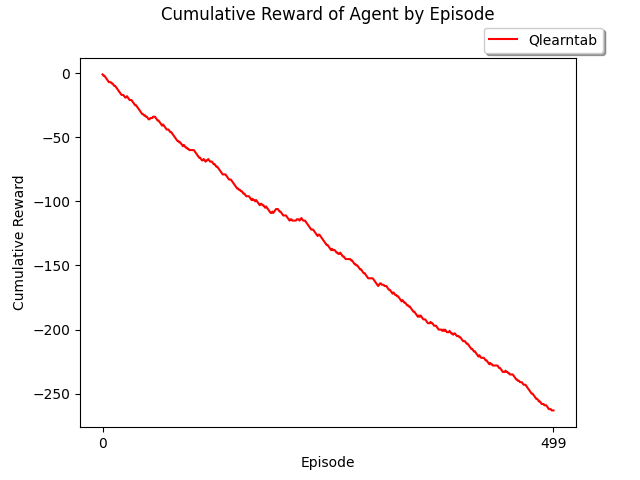 Cumulative Reward of Agent by Episode
Qlearntab
0
−50
−100
−150
−200
−250
Cumulative Reward
0
499
Episode